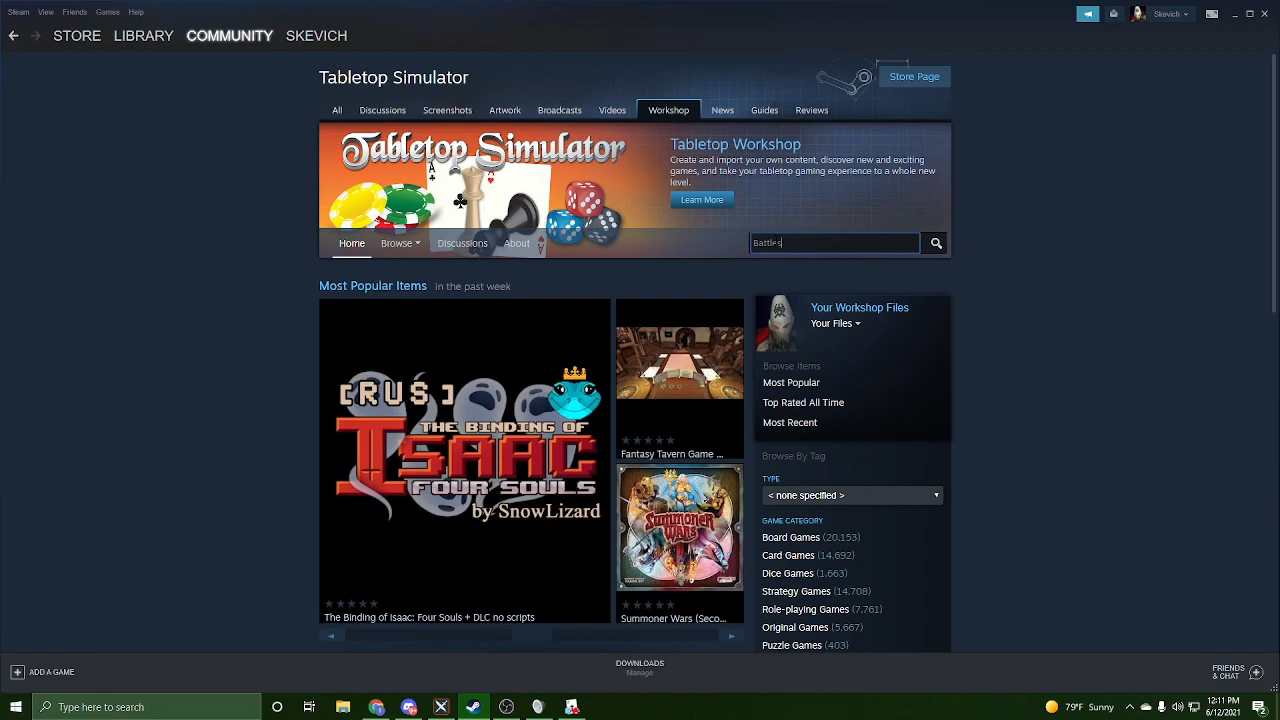 Steam View Friends Games Help
Skevich
STORE LIBRARY COMMUNITY SKEVICH
Tabletop Simulator
Store Page
All Discussions Screenshots Artwork Broadcasts Videos Workshop News Guides Reviews
Tabletop Simulator
Tabletop Workshop
Create and import your own content, discover new and exciting
games, and take your tabletop gaming experience to a whole new
level.
Learn More
Home Browse Discussions About
Battles
Most Popular Items in the past week
[RUS]
THE BINDING OF
ISAAC
FOUR SOULS
by SnowLizard
The Binding of Isaac: Four Souls + DLC no scripts
Fantasy Tavern Game ...
SUMMONER WARS
Summoner Wars (Seco...
Your Workshop Files
Your Files
Browse Items
Most Popular
Top Rated All Time
Most Recent
Browse By Tag
TYPE
< none specified >
GAME CATEGORY
Board Games (20,153)
Card Games (14,692)
Dice Games (1,663)
Strategy Games (14,708)
Role-playing Games (7,761)
Original Games (5,667)
Puzzle Games (403)
ADD A GAME
DOWNLOADS
Manage
FRIENDS
& CHAT
Type here to search
79°F Sunny
12:11 PM
6/12/2021